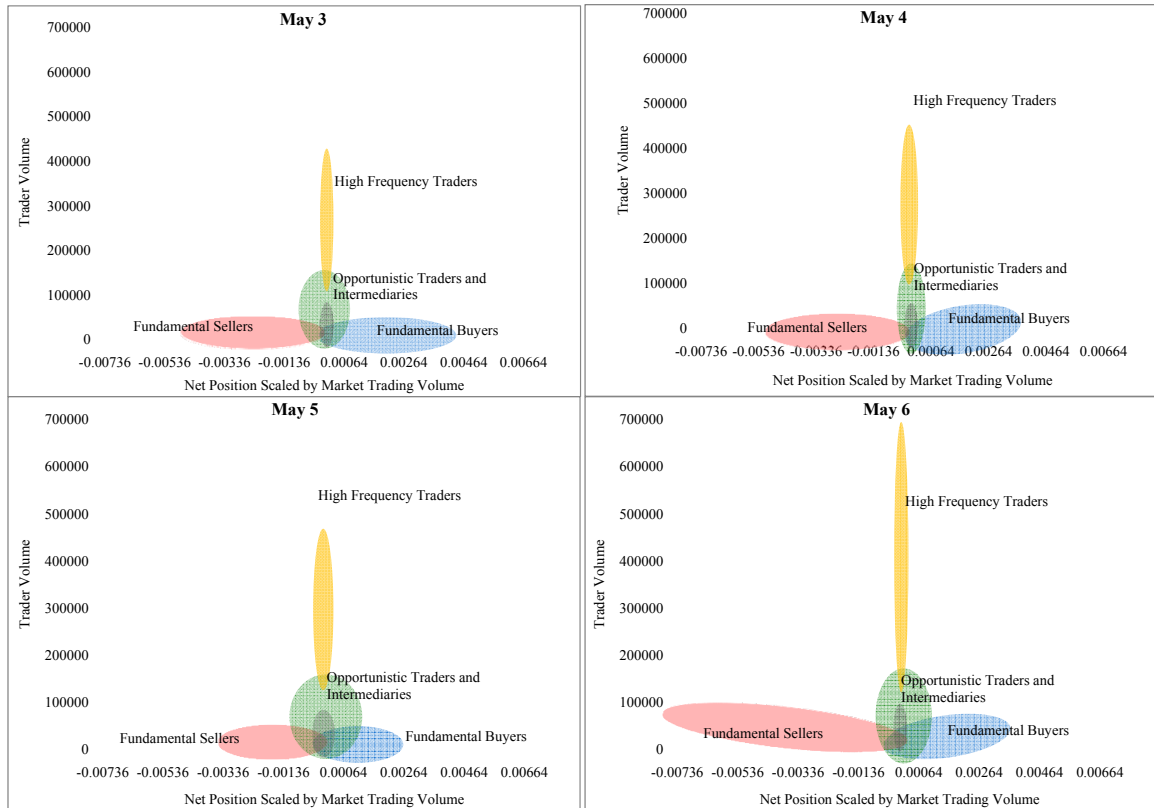 May 3
700000
600000
500000
400000
300000
200000
100000
0
Trader Volume
High Frequency Traders
Opportunistic Traders and
Intermediaries
Fundamental Sellers
Fundamental Buyers
-0.00736 -0.00536 -0.00336 -0.00136 0.00064 0.00264 0.00464 0.00664
Net Position Scaled by Market Trading Volume
May 4
700000
600000
500000
400000
300000
200000
100000
0
Trader Volume
High Frequency Traders
Opportunistic Traders and
Intermediaries
Fundamental Sellers
Fundamental Buyers
-0.00736 -0.00536 -0.00336 -0.00136 0.00064 0.00264 0.00464 0.00664
Net Position Scaled by Market Trading Volume
May 5
700000
600000
500000
400000
300000
200000
100000
0
Trader Volume
High Frequency Traders
Opportunistic Traders and
Intermediaries
Fundamental Sellers
Fundamental Buyers
-0.00736 -0.00536 -0.00336 -0.00136 0.00064 0.00264 0.00464 0.00664
Net Position Scaled by Market Trading Volume
May 6
700000
600000
500000
400000
300000
200000
100000
0
Trader Volume
High Frequency Traders
Opportunistic Traders and
Intermediaries
Fundamental Sellers
Fundamental Buyers
-0.00736 -0.00536 -0.00336 -0.00136 0.00064 0.00264 0.00464 0.00664
Net Position Scaled by Market Trading Volume